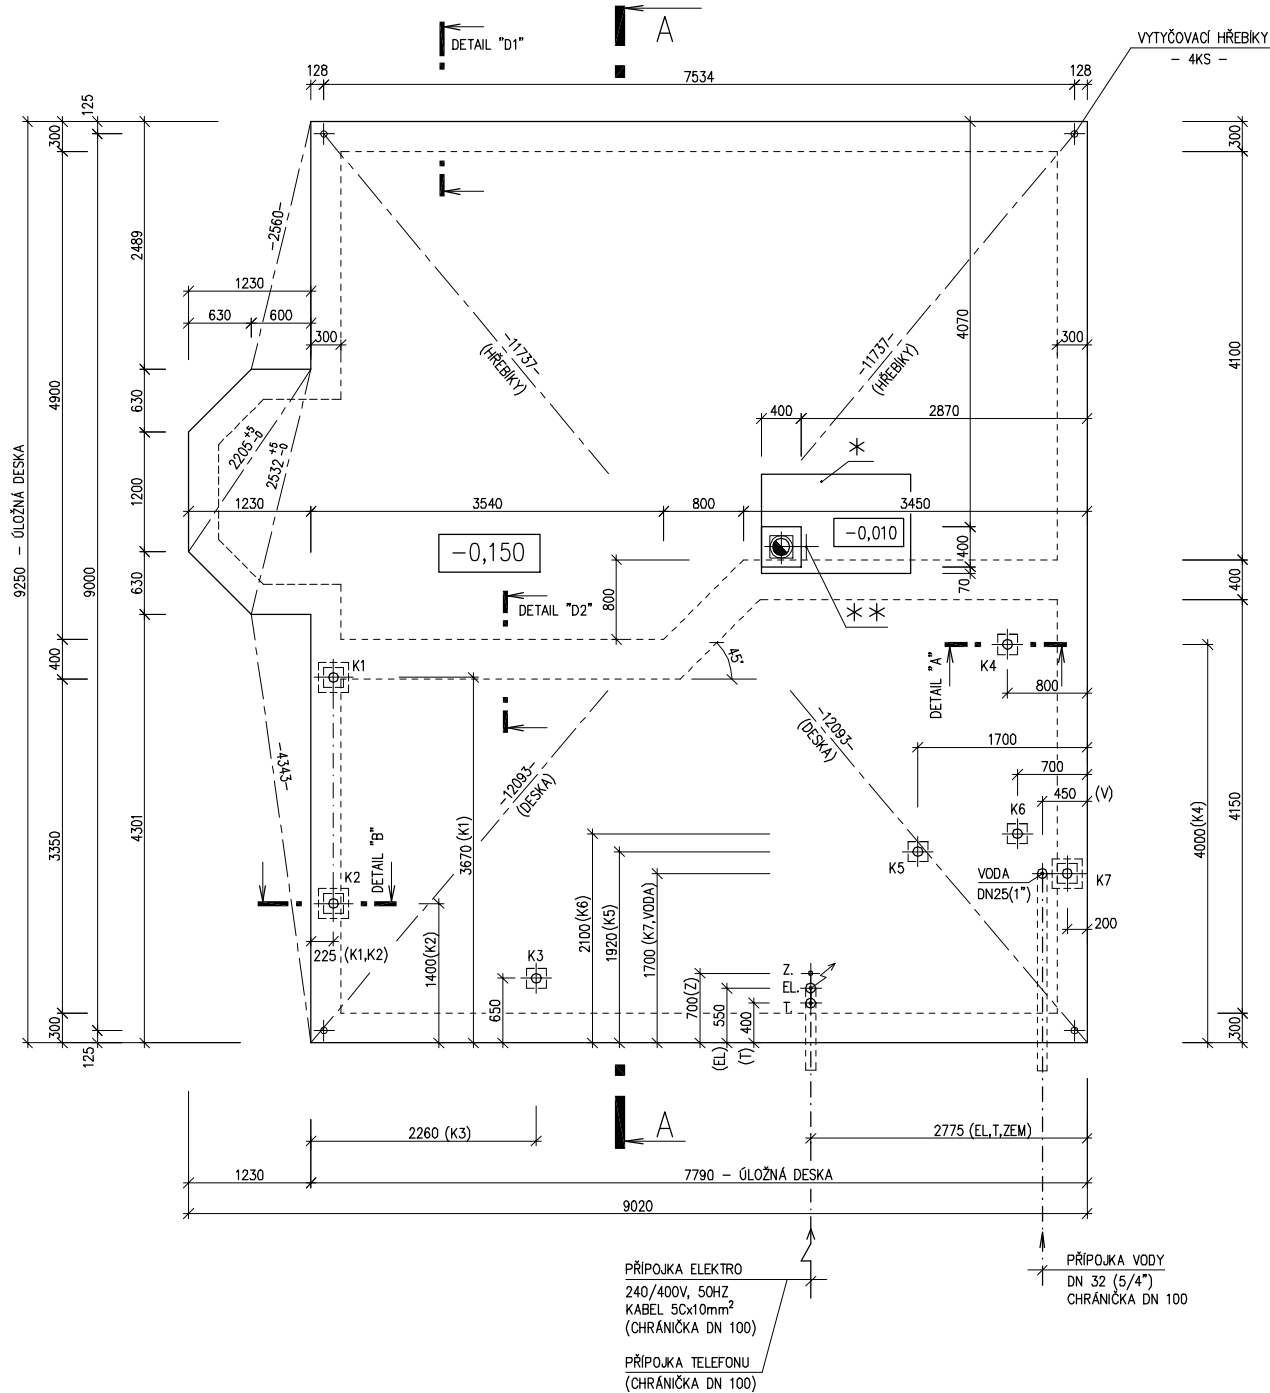 A
DETAIL "D1"
VYTYČOVACÍ HŘEBÍKY
- 4KS -
128
7534
128
125
300
300
-2560-
2489
1230
630
600
300
-11737-
(HŘEBÍKY)
-11737-
(HŘEBÍKY)
4070
300
4100
4900
630
400
2870
9250 - ÚLOŽNÁ DESKA
9000
2205 +5 -0
2532 +5 -0
1200
1230
3540
800
3450
-0,150
-0,010
400
70
400
630
800
DETAIL "D2"
400
K1
45°
K4
DETAIL "A"
800
-4343-
-12093-
(DESKA)
-12093-
(DESKA)
1700
700
450
(V)
3350
4301
3670 (K1)
K6
4150
4000 (K4)
DETAIL "B"
K5
K2
VODA
DN25(1")
K7
2100 (K6)
1920 (K5)
1700 (K7,VODA)
1400(K2)
225
(K1,K2)
200
K3
Z.
EL.
T.
650
700(Z)
550
400
(EL)
(T)
300
300
125
A
2260 (K3)
2775 (EL,T,ZEM)
1230
7790 - ÚLOŽNÁ DESKA
9020
PŘÍPOJKA ELEKTRO
240/400V, 50HZ
KABEL 5Cx10mm²
(CHRÁNIČKA DN 100)
PŘÍPOJKA VODY
DN 32 (5/4")
CHRÁNIČKA DN 100
PŘÍPOJKA TELEFONU
(CHRÁNIČKA DN 100)